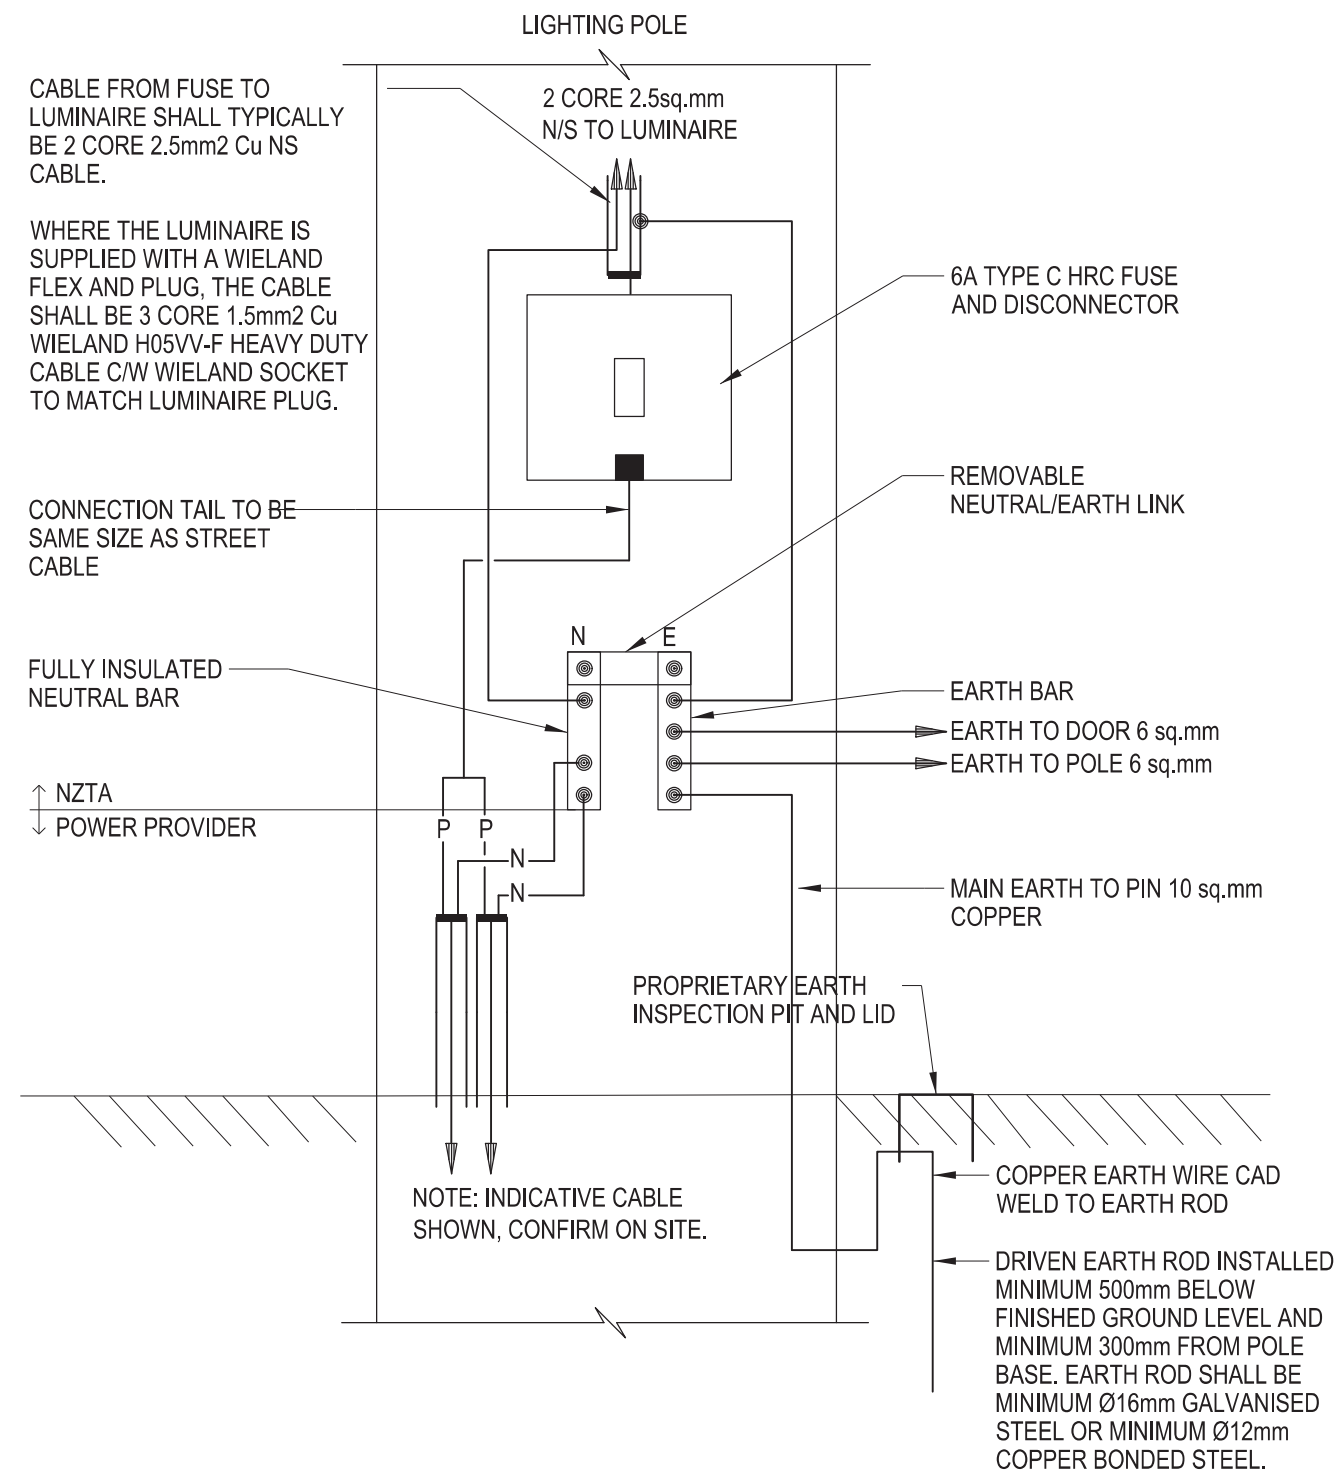 LIGHTING POLE
CABLE FROM FUSE TO
LUMINAIRE SHALL TYPICALLY
BE 2 CORE 2.5mm2 Cu NS
CABLE.
2 CORE 2.5sq.mm
N/S TO LUMINAIRE
WHERE THE LUMINAIRE IS
SUPPLIED WITH A WIELAND
FLEX AND PLUG, THE CABLE
SHALL BE 3 CORE 1.5mm2 Cu
WIELAND H05VV-F HEAVY DUTY
CABLE C/W WIELAND SOCKET
TO MATCH LUMINAIRE PLUG.
6A TYPE C HRC FUSE
AND DISCONNECTOR
REMOVABLE
NEUTRAL/EARTH LINK
CONNECTION TAIL TO BE
SAME SIZE AS STREET
CABLE
N
E
FULLY INSULATED
NEUTRAL BAR
EARTH BAR
EARTH TO DOOR 6 sq.mm
EARTH TO POLE 6 sq.mm
NZTA
POWER PROVIDER
P
P
N
N
MAIN EARTH TO PIN 10 sq.mm
COPPER
PROPRIETARY EARTH
INSPECTION PIT AND LID
NOTE: INDICATIVE CABLE
SHOWN, CONFIRM ON SITE.
COPPER EARTH WIRE CAD
WELD TO EARTH ROD
DRIVEN EARTH ROD INSTALLED
MINIMUM 500mm BELOW
FINISHED GROUND LEVEL AND
MINIMUM 300mm FROM POLE
BASE. EARTH ROD SHALL BE
MINIMUM Ø16mm GALVANISED
STEEL OR MINIMUM Ø12mm
COPPER BONDED STEEL.